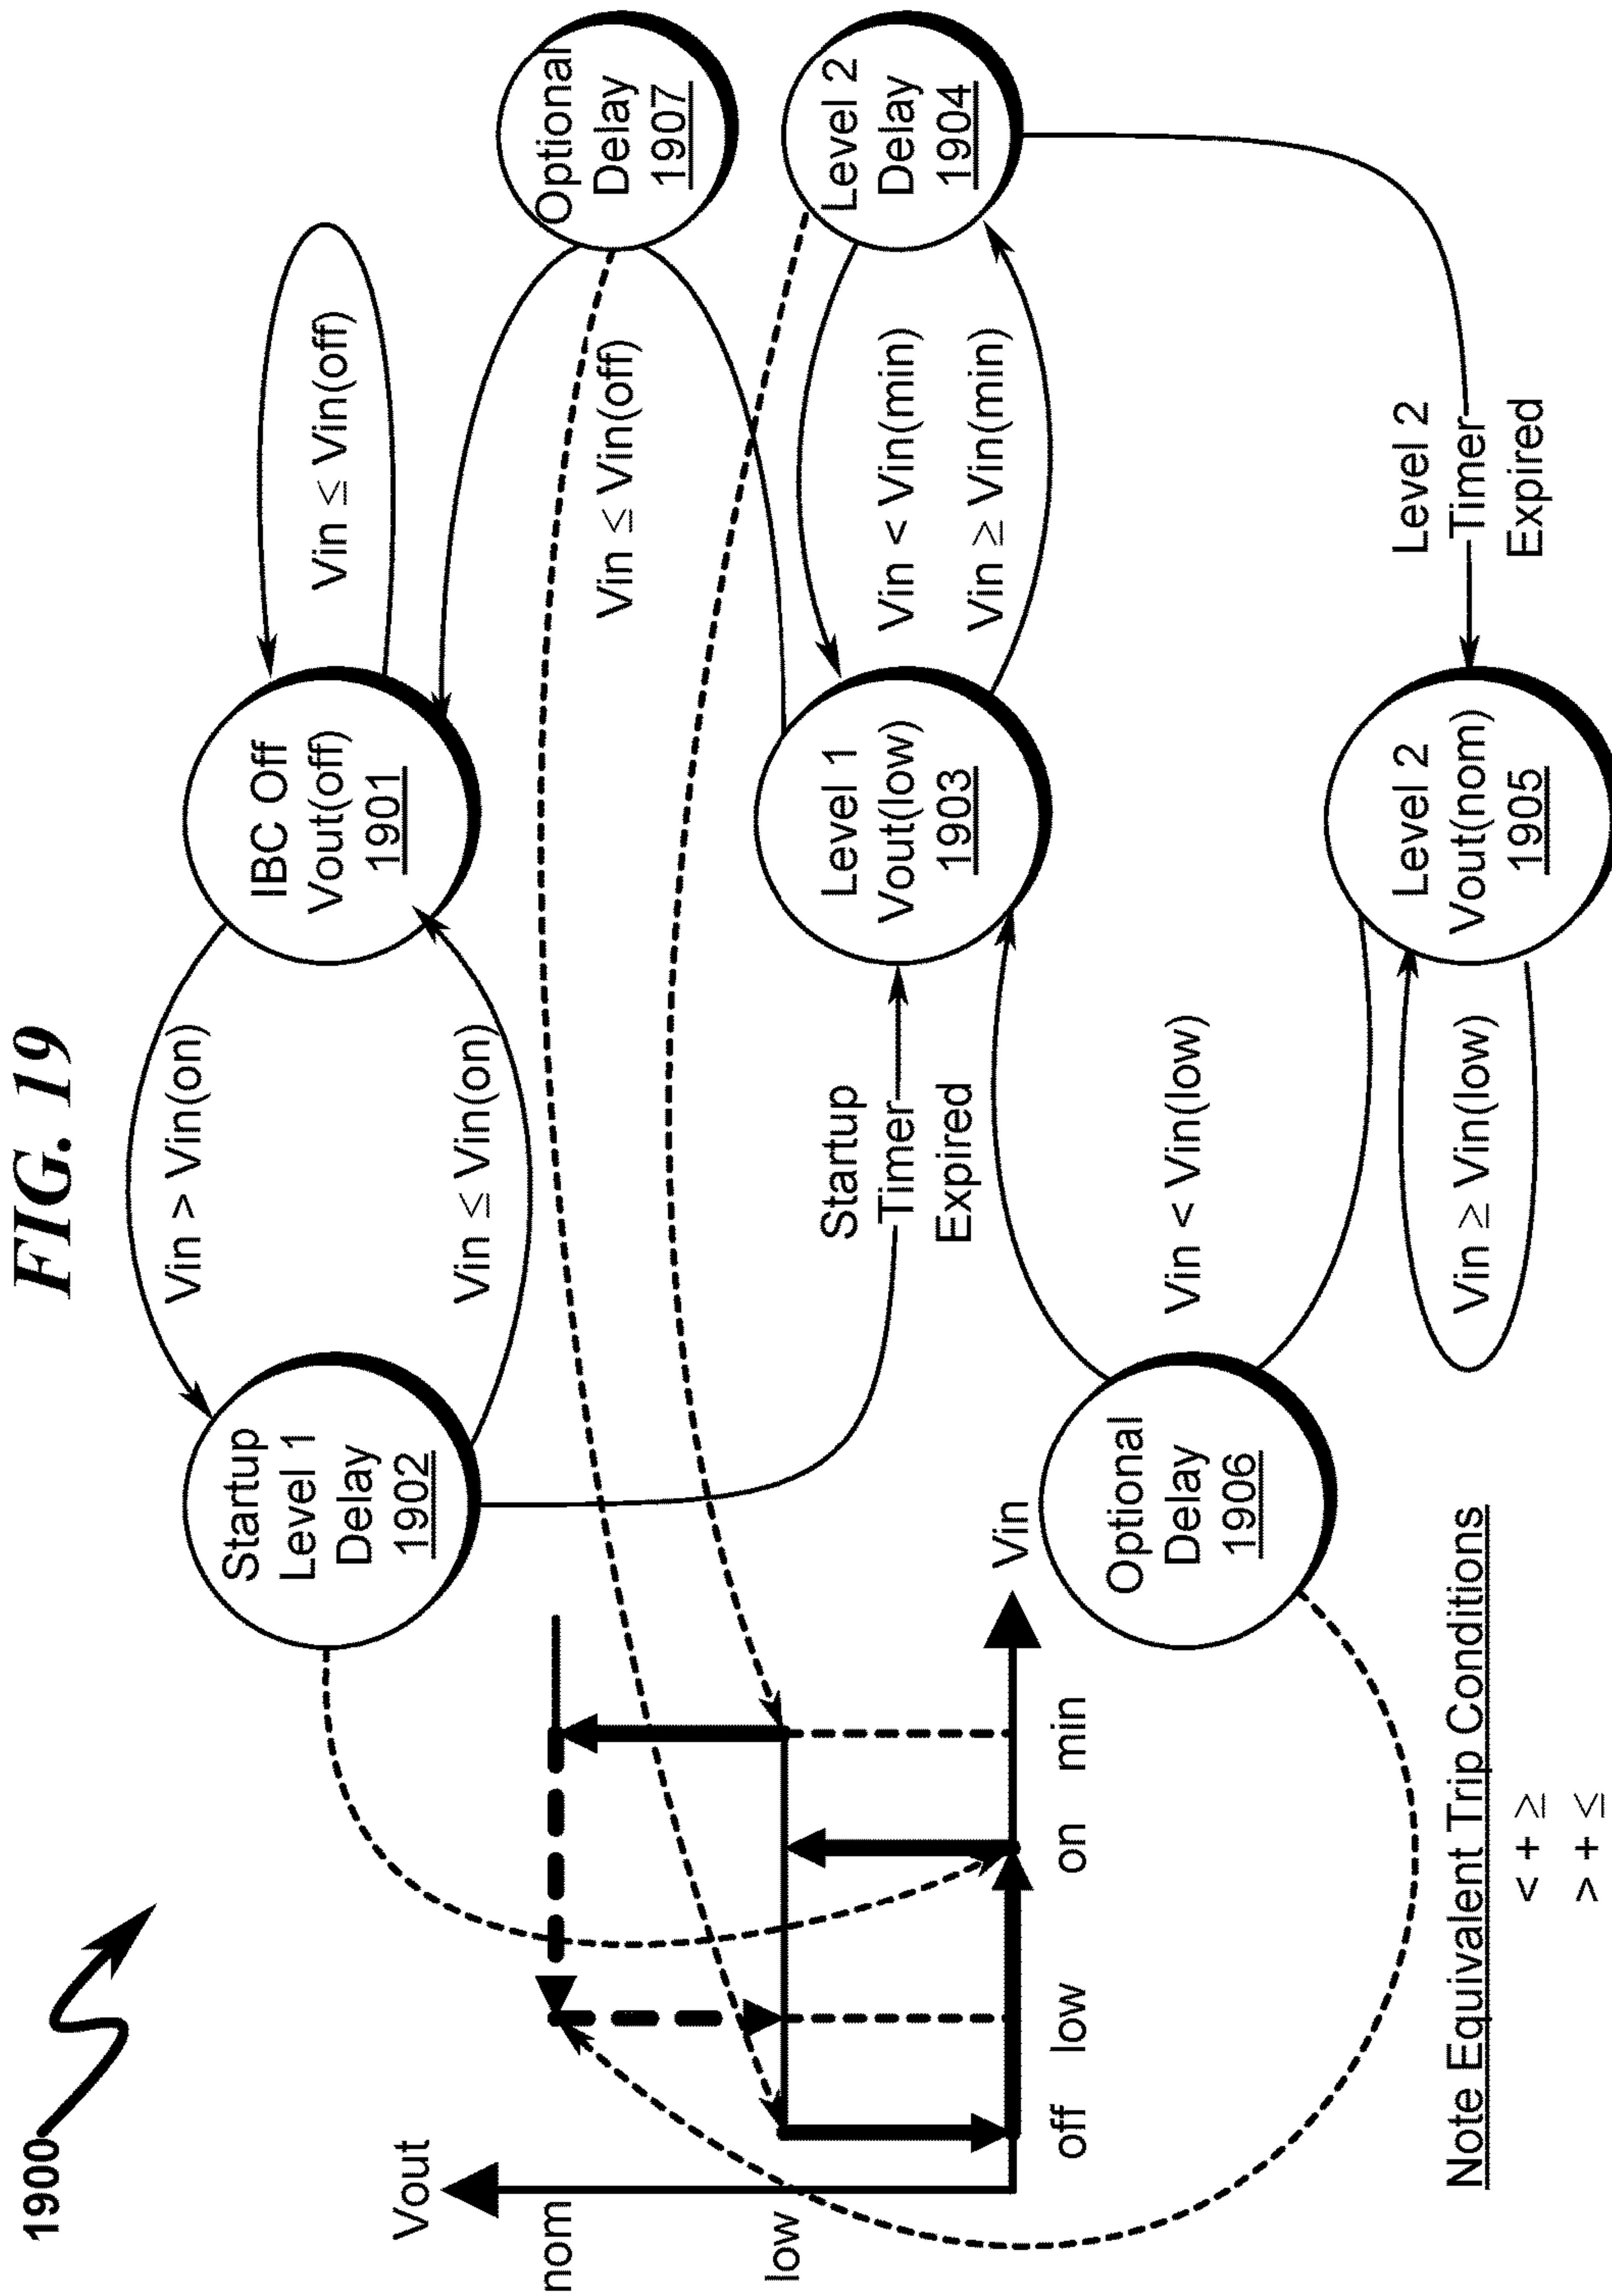 FIG. 19
1900
Startup
Level 1
Delay
1902
Vin > Vin(on)
Vin ≤ Vin(on)
IBC Off
Vout(off)
1901
Vin ≤ Vin(off)
Optional
Delay
1907
Vin ≤ Vin(off)
Vout
nom
low
off
low
on
min
Vin
Startup
Timer
Expired
Level 1
Vout(low)
1903
Vin < Vin(min)
Vin ≥ Vin(min)
Level 2
Delay
1904
Optional
Delay
1906
Vin < Vin(low)
Vin ≥ Vin(low)
Level 2
Vout(nom)
1905
Level 2
Timer
Expired
Note Equivalent Trip Conditions
< + ≥
> + ≤